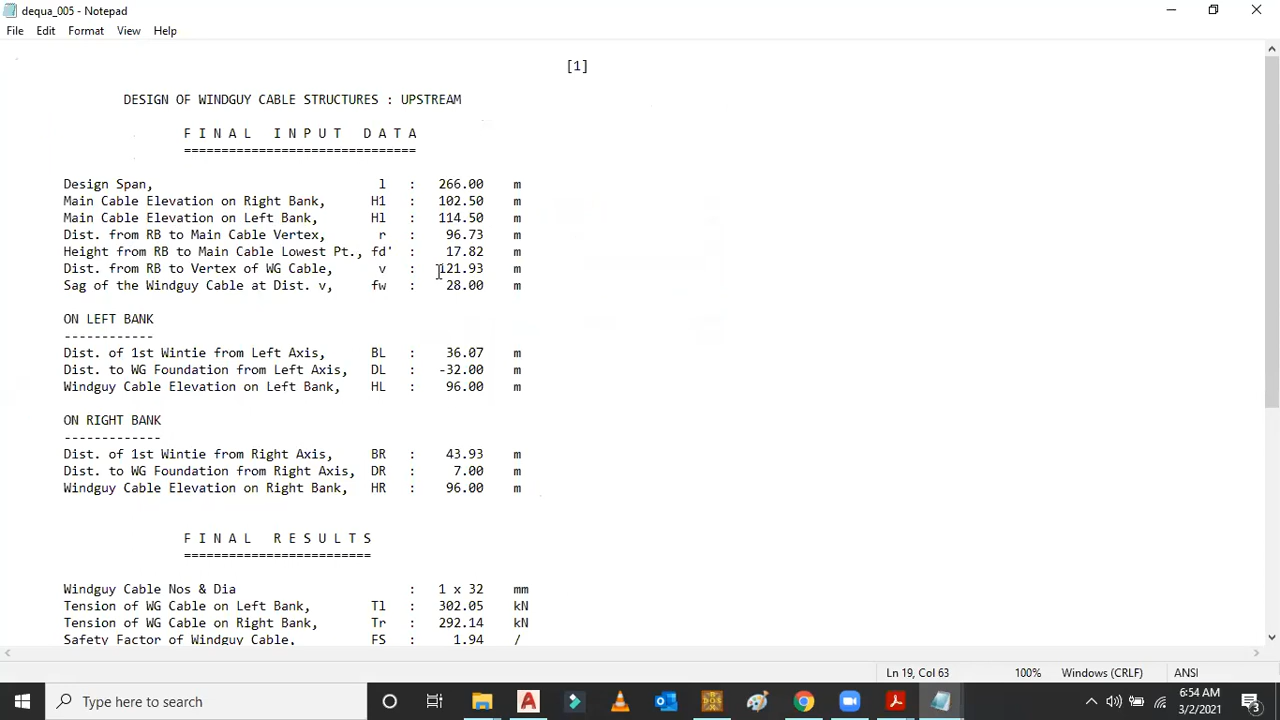 dequa_005 - Notepad
File Edit Format View Help
[1]
DESIGN OF WINDGUY CABLE STRUCTURES : UPSTREAM
F I N A L   I N P U T   D A T A
===============================
Design Span, l : 266.00 m
Main Cable Elevation on Right Bank, H1 : 102.50 m
Main Cable Elevation on Left Bank, Hl : 114.50 m
Dist. from RB to Main Cable Vertex, r : 96.73 m
Height from RB to Main Cable Lowest Pt., fd' : 17.82 m
Dist. from RB to Vertex of WG Cable, v : 121.93 m
Sag of the Windguy Cable at Dist. v, fw : 28.00 m
ON LEFT BANK
------------
Dist. of 1st Wintie from Left Axis, BL : 36.07 m
Dist. to WG Foundation from Left Axis, DL : -32.00 m
Windguy Cable Elevation on Left Bank, HL : 96.00 m
ON RIGHT BANK
-------------
Dist. of 1st Wintie from Right Axis, BR : 43.93 m
Dist. to WG Foundation from Right Axis, DR : 7.00 m
Windguy Cable Elevation on Right Bank, HR : 96.00 m
F I N A L   R E S U L T S
=========================
Windguy Cable Nos & Dia : 1 x 32 mm
Tension of WG Cable on Left Bank, Tl : 302.05 kN
Tension of WG Cable on Right Bank, Tr : 292.14 kN
Safety Factor of Windguy Cable, FS : 1.94 /
Ln 19, Col 63 100% Windows (CRLF) ANSI
Type here to search
6:54 AM
3/2/2021
3